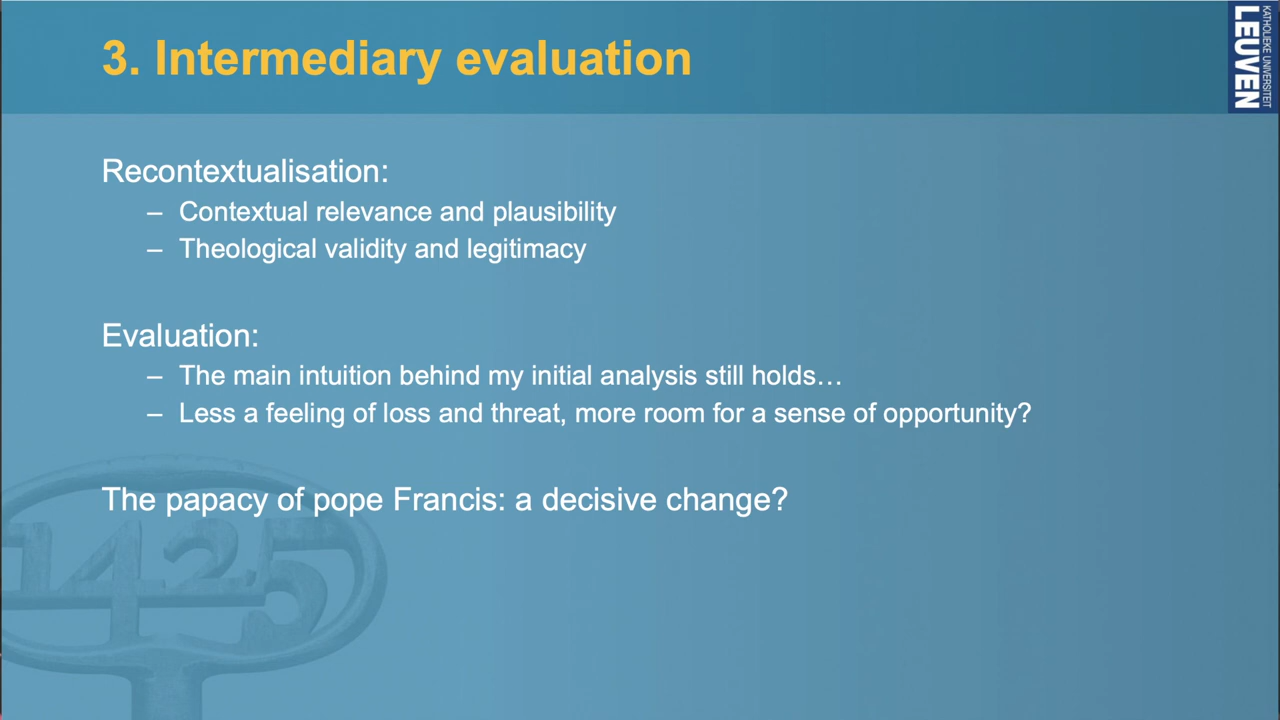 3. Intermediary evaluation
KATHOLIEKE UNIVERSITEIT
LEUVEN
Recontextualisation:
– Contextual relevance and plausibility
– Theological validity and legitimacy
Evaluation:
– The main intuition behind my initial analysis still holds…
– Less a feeling of loss and threat, more room for a sense of opportunity?
The papacy of pope Francis: a decisive change?
1425